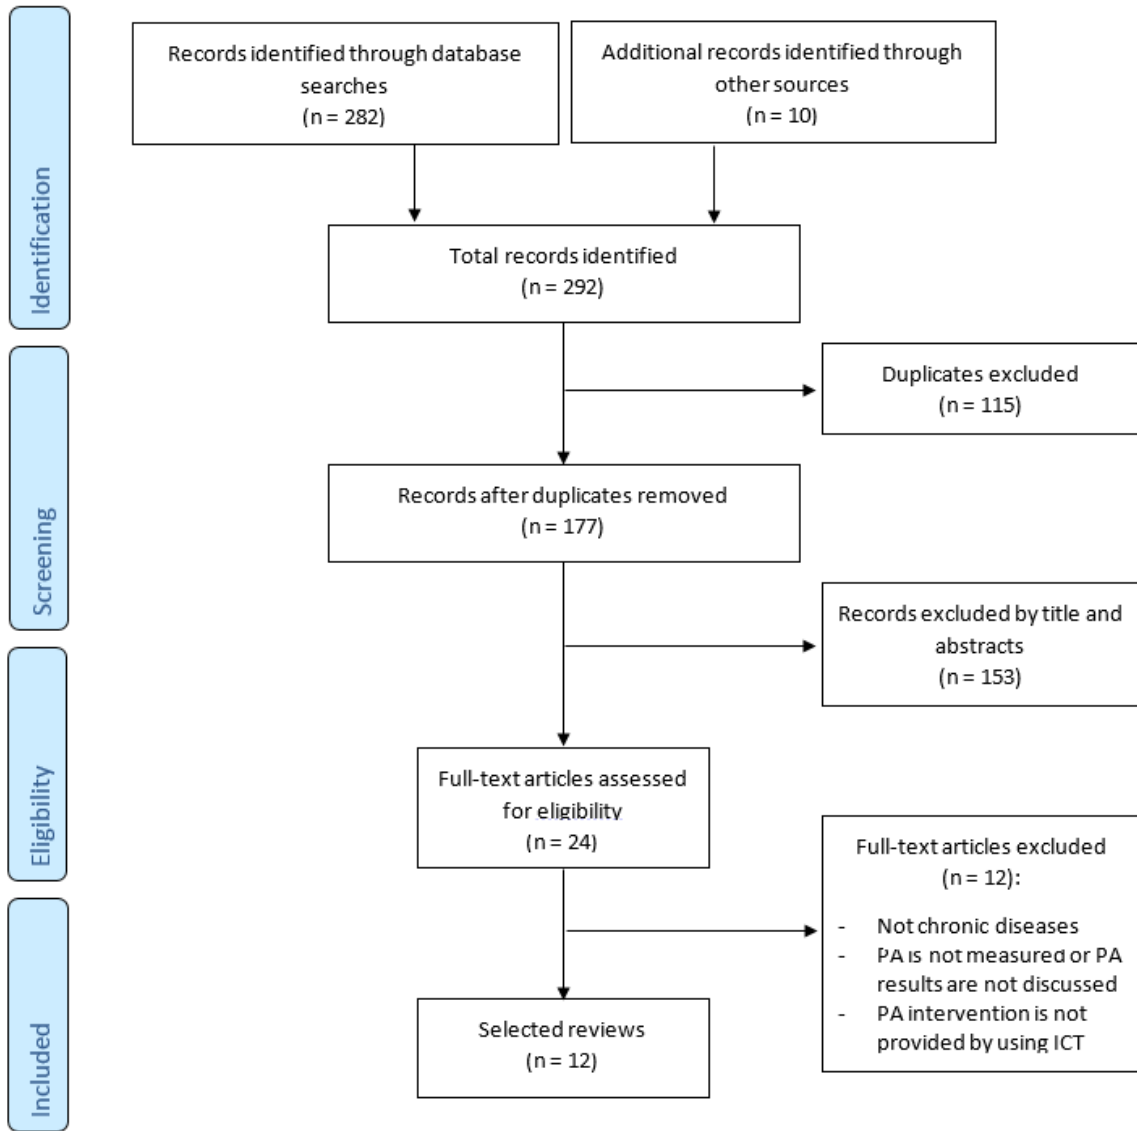 Identification
Records identified through database
searches
(n = 282)
Additional records identified through
other sources
(n = 10)
Total records identified
(n = 292)
Screening
Duplicates excluded
(n = 115)
Records after duplicates removed
(n = 177)
Records excluded by title and
abstracts
(n = 153)
Eligibility
Full-text articles assessed
for eligibility
(n = 24)
Full-text articles excluded
(n = 12):
- Not chronic diseases
- PA is not measured or PA
results are not discussed
- PA intervention is not
provided by using ICT
Included
Selected reviews
(n = 12)